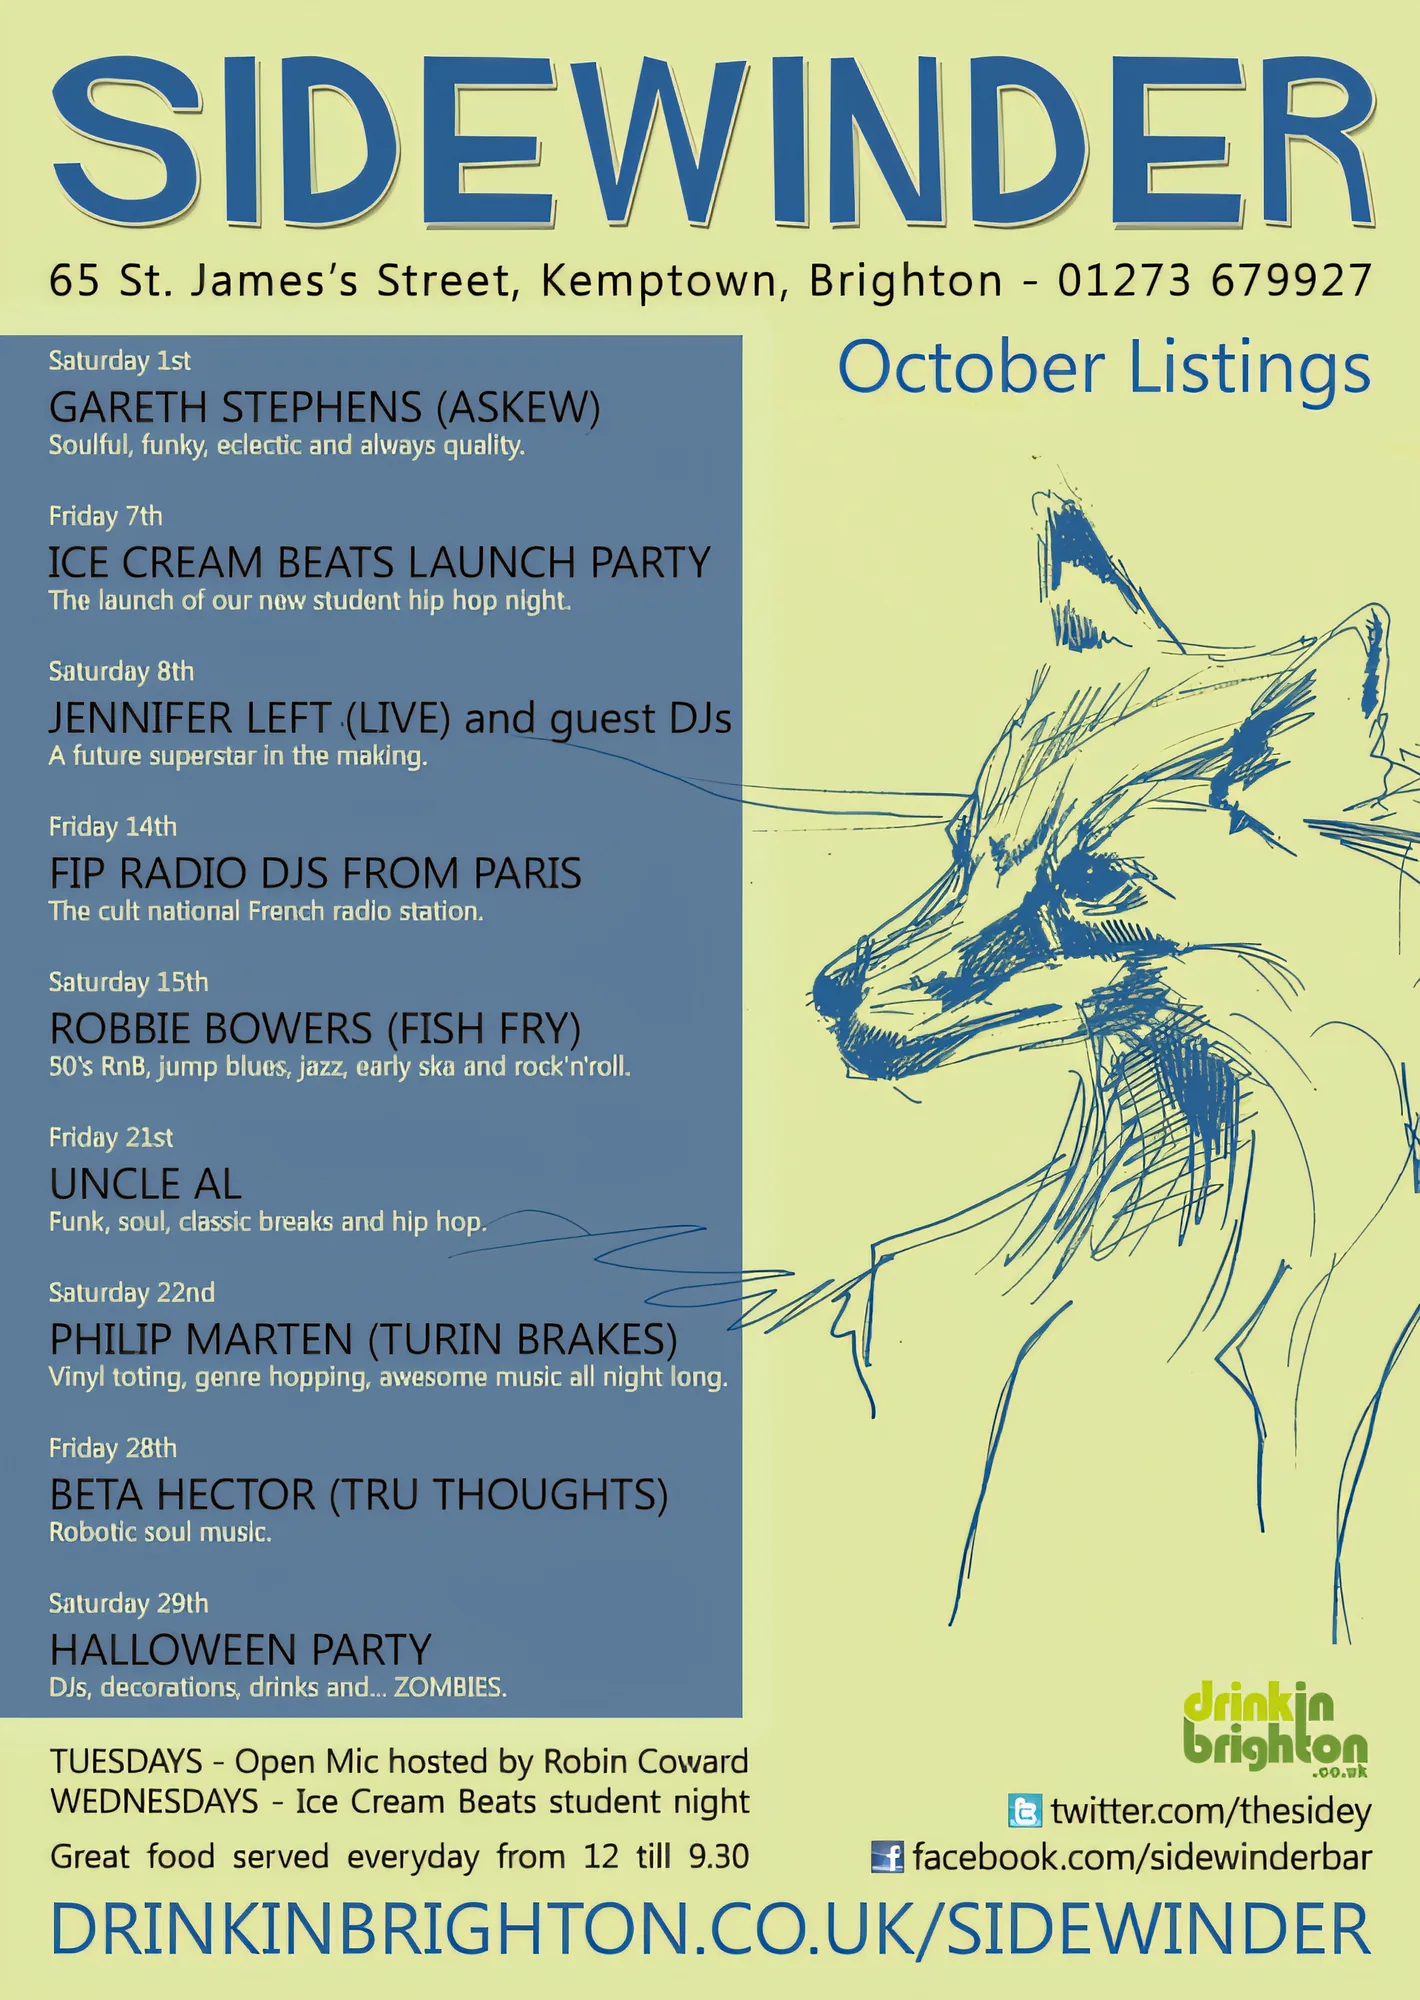 SIDEWINDER
65 St. James's Street, Kemptown, Brighton - 01273 679927
October Listings
Saturday 1st
GARETH STEPHENS (ASKEW)
Soulful, funky, eclectic and always quality.
Friday 7th
ICE CREAM BEATS LAUNCH PARTY
The launch of our new student hip hop night.
Saturday 8th
JENNIFER LEFT (LIVE) and guest DJs
A future superstar in the making.
Friday 14th
FIP RADIO DJS FROM PARIS
The cult national French radio station.
Saturday 15th
ROBBIE BOWERS (FISH FRY)
50's RnB, jump blues, jazz, early ska and rock'n'roll.
Friday 21st
UNCLE AL
Funk, soul, classic breaks and hip hop.
Saturday 22nd
PHILIP MARTEN (TURIN BRAKES)
Vinyl toting, genre hopping, awesome music all night long.
Friday 28th
BETA HECTOR (TRU THOUGHTS)
Robotic soul music.
Saturday 29th
HALLOWEEN PARTY
DJs, decorations, drinks and... ZOMBIES.
TUESDAYS - Open Mic hosted by Robin Coward
WEDNESDAYS - Ice Cream Beats student night
Great food served everyday from 12 till 9.30
drinkin
brighton
.co.uk
twitter.com/thesidey
facebook.com/sidewinderbar
DRINKINBRIGHTON.CO.UK/SIDEWINDER